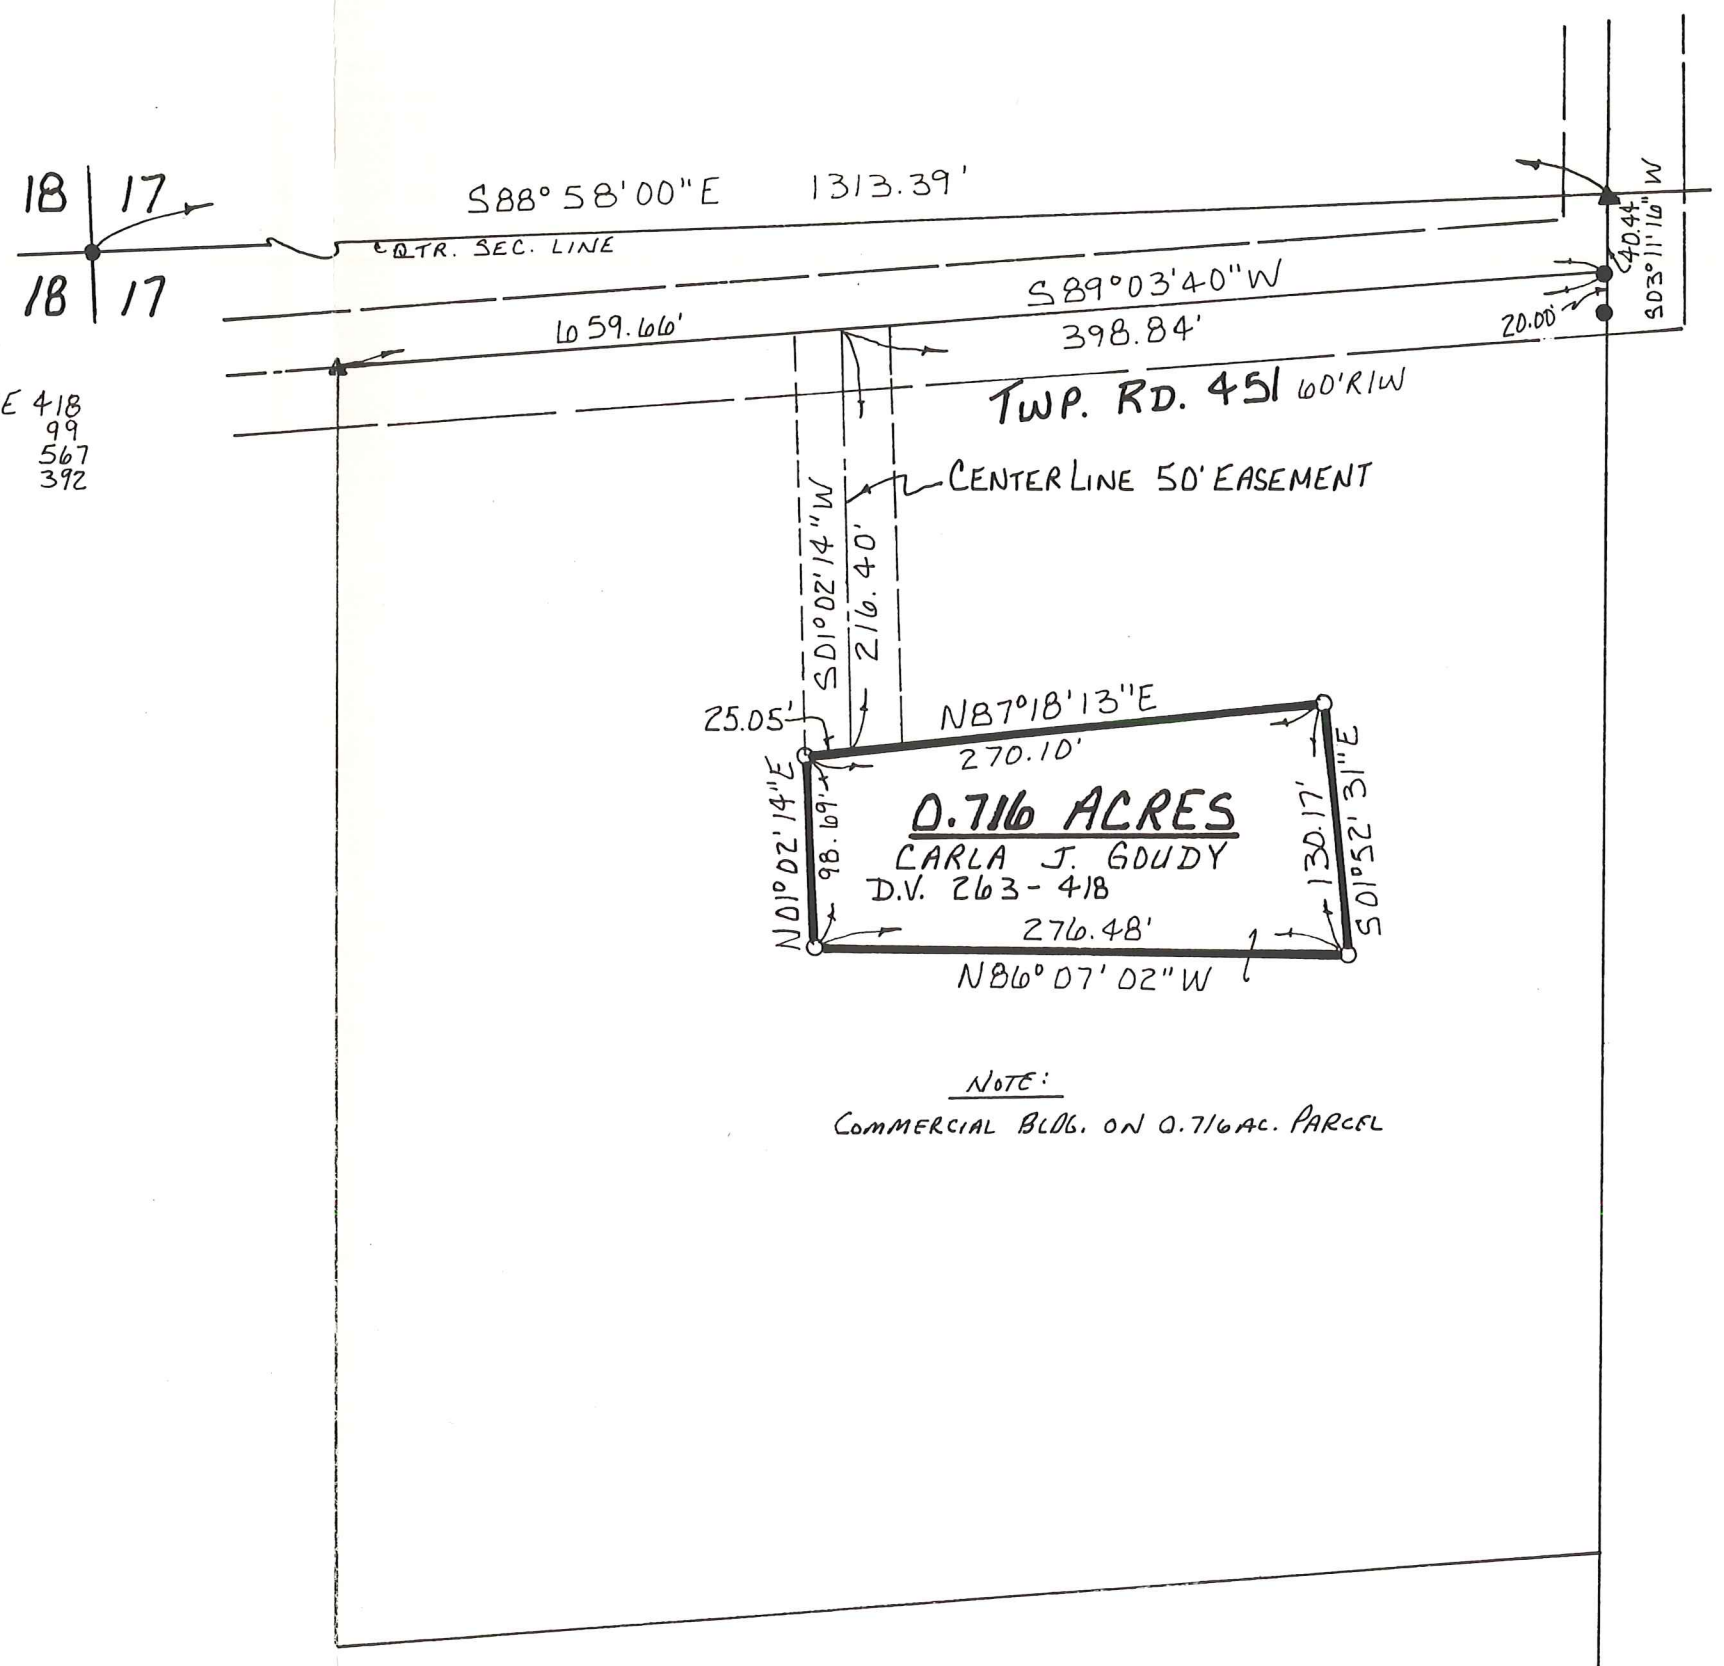 18 17
18 17
S88°58'00"E 1313.39'
QTR. SEC. LINE
40.44'
S03°11'16"W
S89°03'40"W
659.66'
398.84'
20.00'
TWP. RD. 451 60'R/W
E 418
99
567
392
CENTER LINE 50' EASEMENT
S01°02'14"W
216.40'
25.05'
N87°18'13"E
270.10'
N01°02'14"E
98.69'
0.716 ACRES
CARLA J. GOUDY
D.V. 263-418
130.17'
S01°52'31"E
276.48'
N86°07'02"W
NOTE:
COMMERCIAL BLDG. ON 0.716 AC. PARCEL